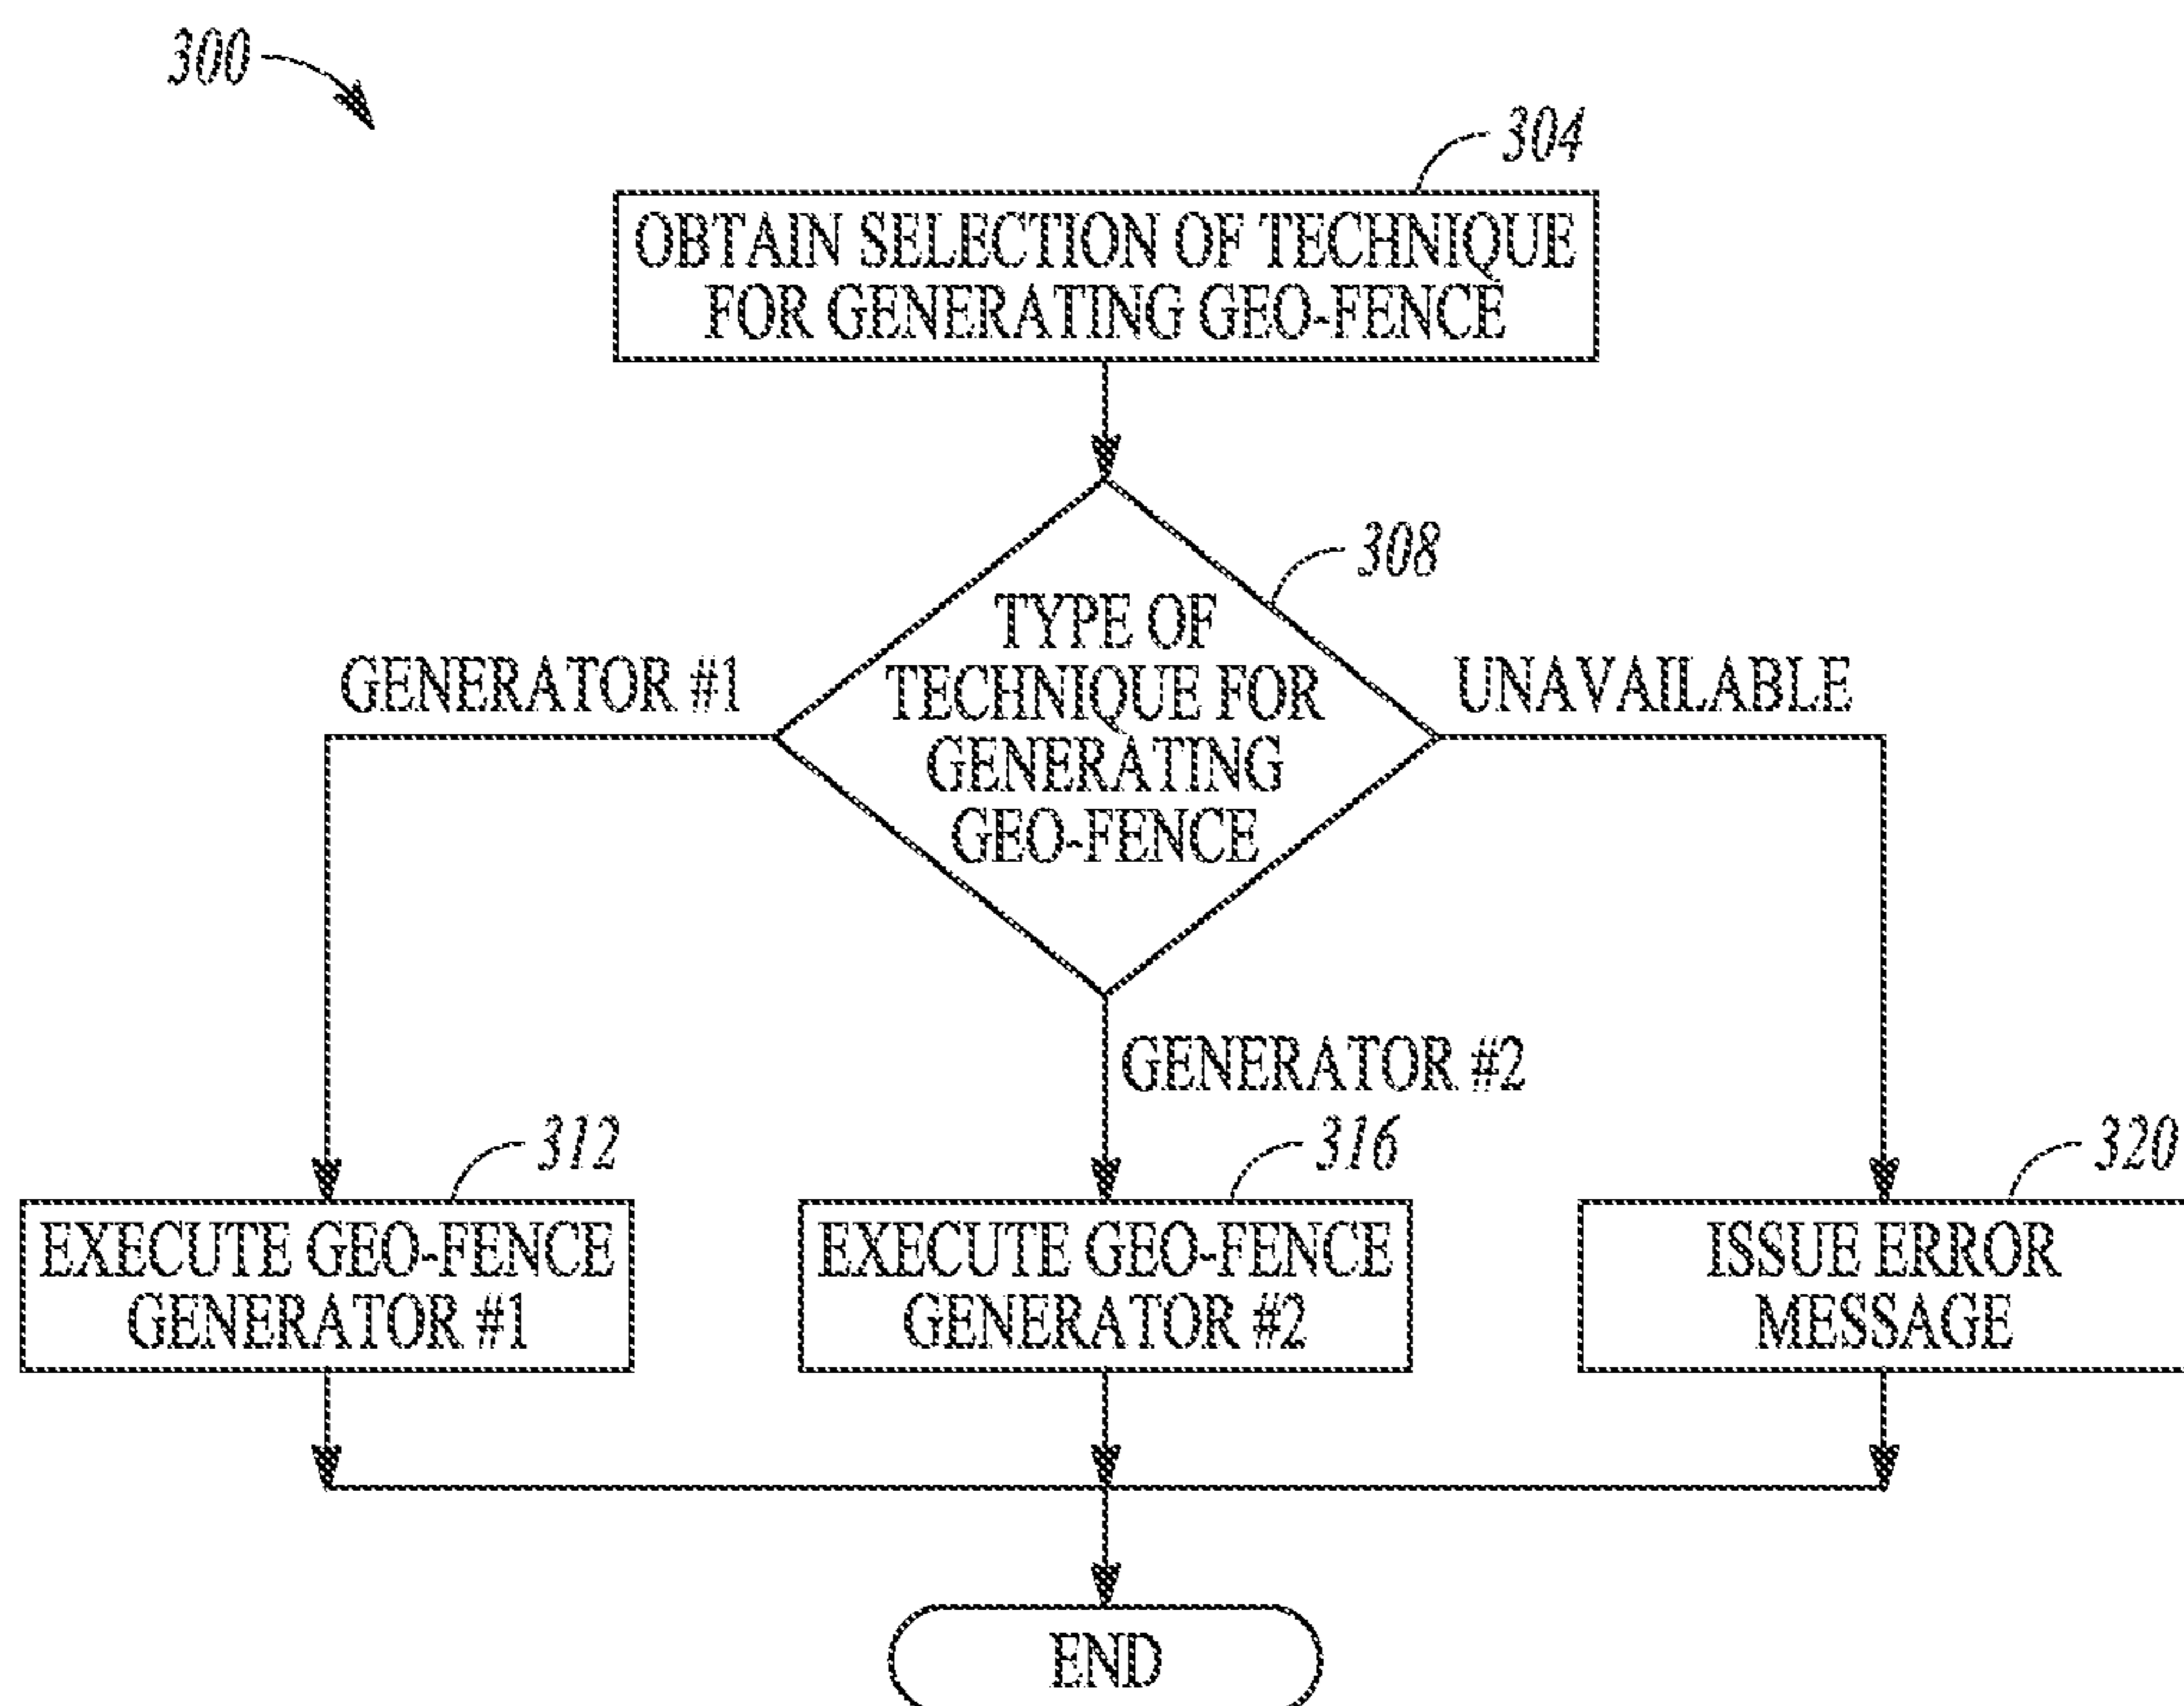 300
304
OBTAIN SELECTION OF TECHNIQUE
FOR GENERATING GEO-FENCE
308
TYPE OF
TECHNIQUE FOR
GENERATING
GEO-FENCE
GENERATOR #1
UNAVAILABLE
GENERATOR #2
312
316
320
EXECUTE GEO-FENCE
GENERATOR #1
EXECUTE GEO-FENCE
GENERATOR #2
ISSUE ERROR
MESSAGE
END